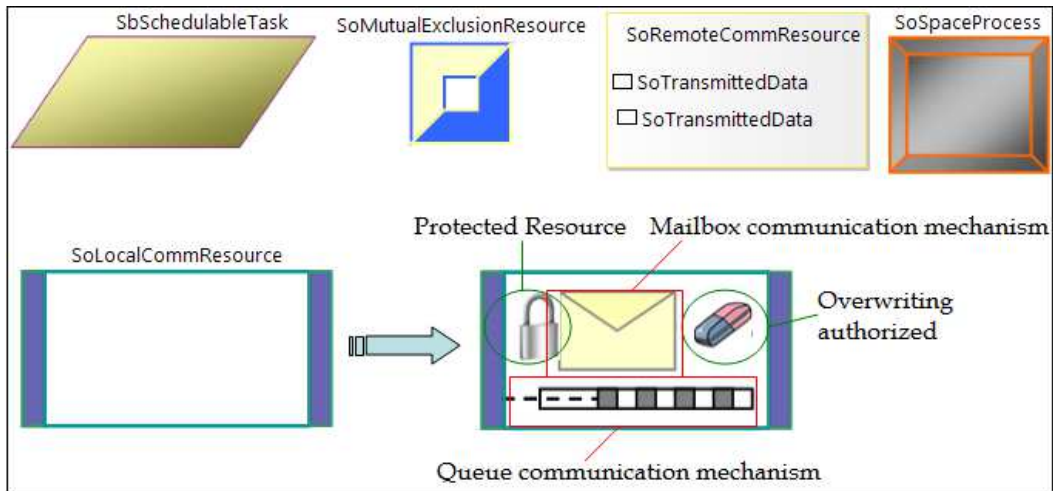 SbSchedulableTask
SoMutualExclusionResource
SoRemoteCommResource
SoTransmittedData
SoTransmittedData
SoSpaceProcess
Protected Resource
Mailbox communication mechanism
SoLocalCommResource
Overwriting
authorized
Queue communication mechanism